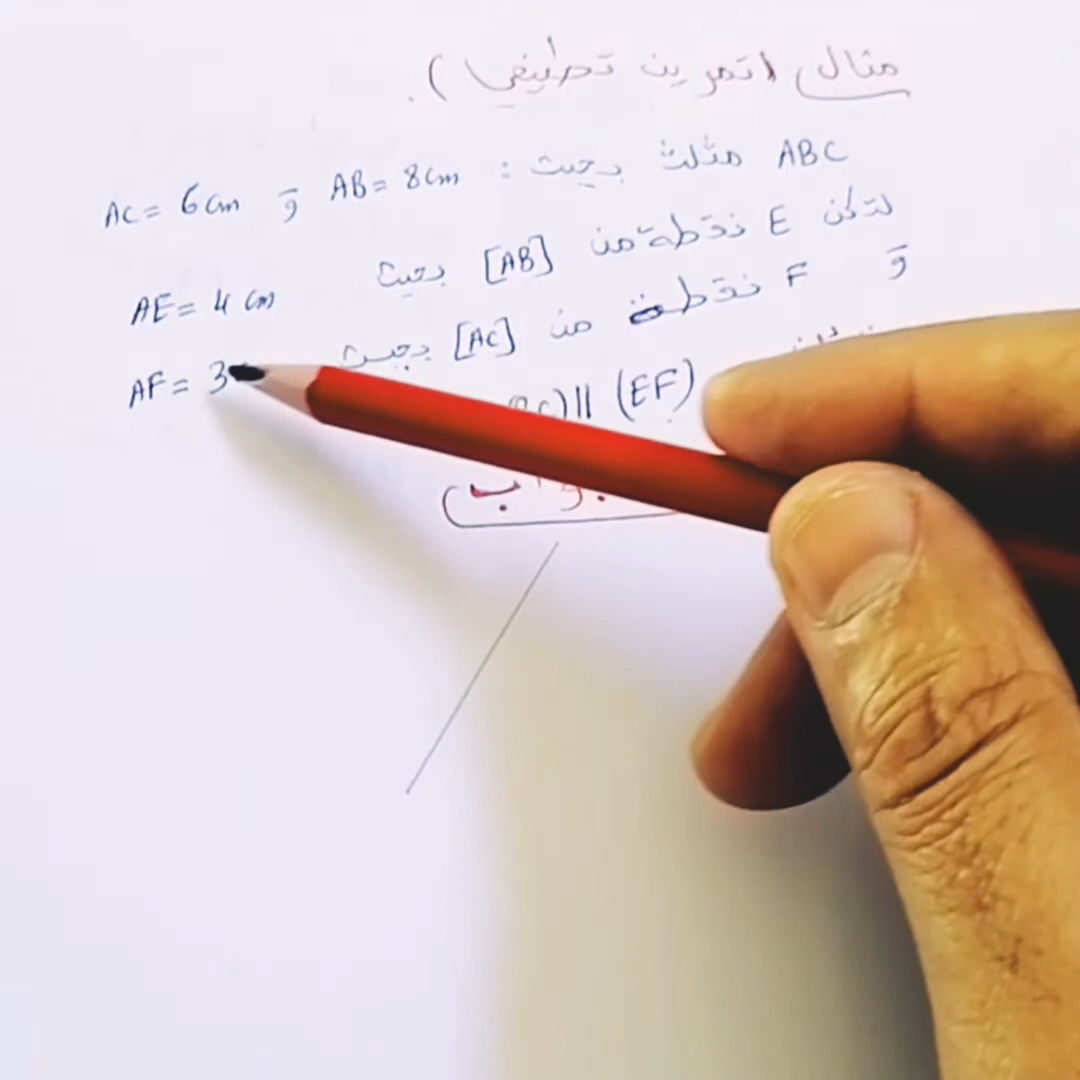 مثال (تمرين تطبيقي).
ABC مثلث بحيث : AB= 8cm و AC= 6cm
لتكن E نقطة من [AB] بحيث AE= 4 cm
و F نقطة من [AC] بحيث AF= 3
(EF) || (BC)